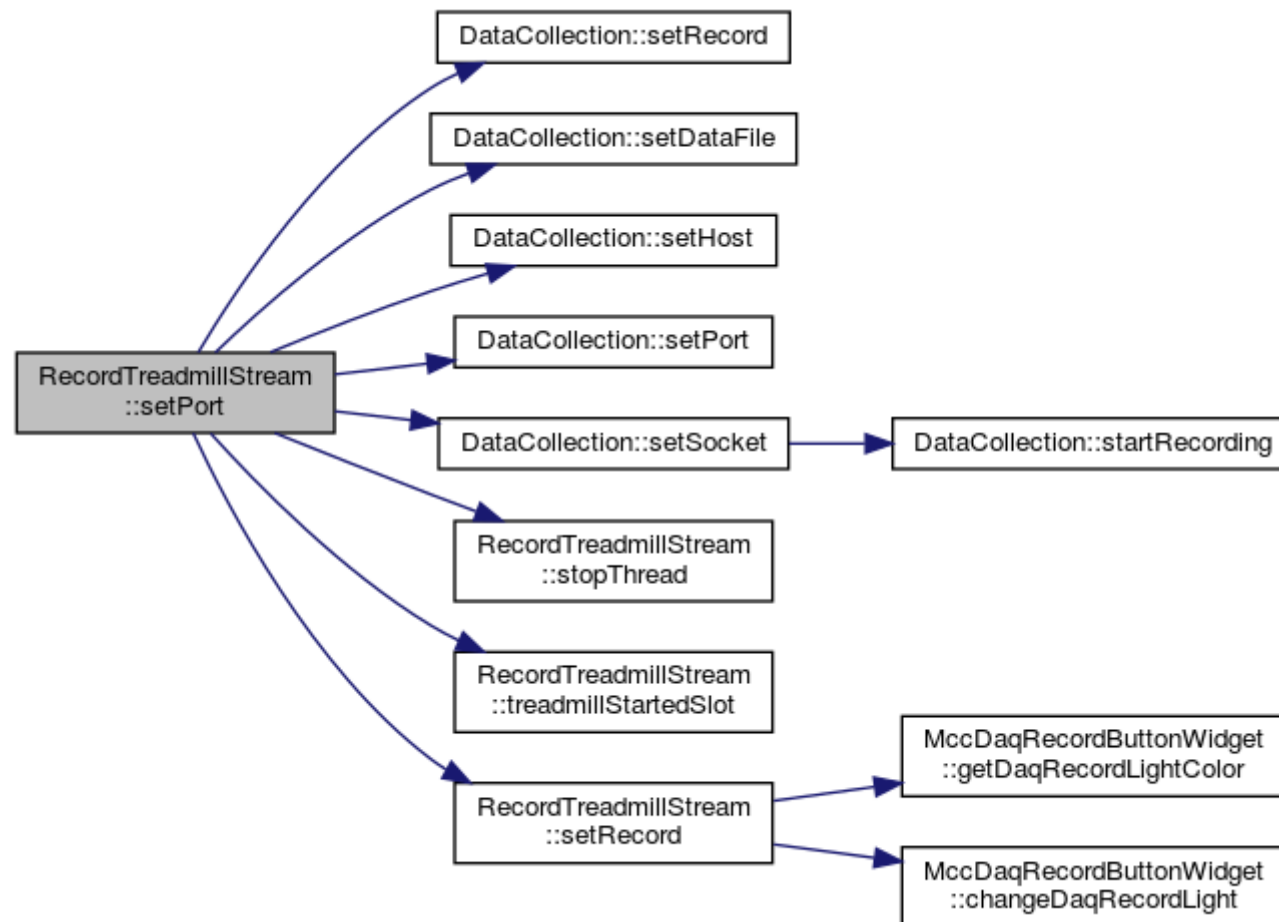 DataCollection::setRecord
DataCollection::setDataFile
DataCollection::setHost
DataCollection::setPort
RecordTreadmillStream
::setPort
DataCollection::setSocket
DataCollection::startRecording
RecordTreadmillStream
::stopThread
RecordTreadmillStream
::treadmillStartedSlot
RecordTreadmillStream
::setRecord
MccDaqRecordButtonWidget
::getDaqRecordLightColor
MccDaqRecordButtonWidget
::changeDaqRecordLight